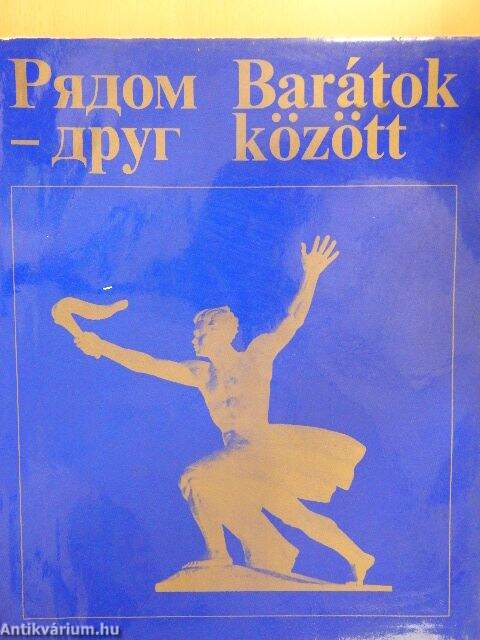 Рядом
– друг
Barátok
között
Antikvárium.hu